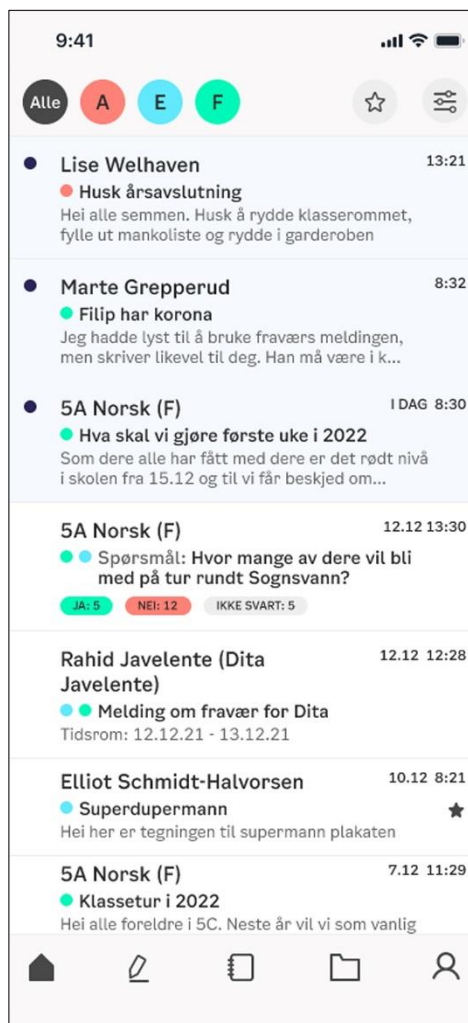 9:41
Alle A E F
Lise Welhaven 13:21
Husk årsavslutning
Hei alle semmen. Husk å rydde klasserommet,
fylle ut mankoliste og rydde i garderoben
Marte Grepperud 8:32
Filip har korona
Jeg hadde lyst til å bruke fraværs meldingen,
men skriver likevel til deg. Han må være i k...
5A Norsk (F) I DAG 8:30
Hva skal vi gjøre første uke i 2022
Som dere alle har fått med dere er det rødt nivå
i skolen fra 15.12 og til vi får beskjed om...
5A Norsk (F) 12.12 13:30
Spørsmål: Hvor mange av dere vil bli
med på tur rundt Sognsvann?
JA: 5 NEI: 12 IKKE SVART: 5
Rahid Javelente (Dita 12.12 12:28
Javelente)
Melding om fravær for Dita
Tidsrom: 12.12.21 - 13.12.21
Elliot Schmidt-Halvorsen 10.12 8:21
Superdupermann
Hei her er tegningen til supermann plakaten
5A Norsk (F) 7.12 11:29
Klassetur i 2022
Hei alle foreldre i 5C. Neste år vil vi som vanlig